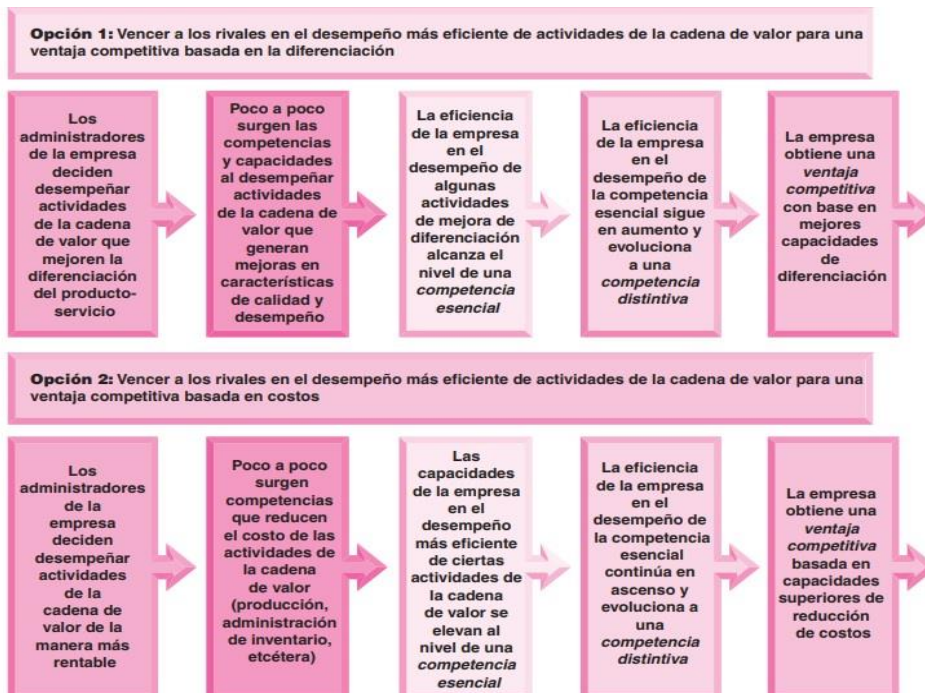 Opción 1: Vencer a los rivales en el desempeño más eficiente de actividades de la cadena de valor para una
ventaja competitiva basada en la diferenciación
Los
administradores
de la empresa
deciden
desempeñar
actividades
de la cadena
de valor que
mejoren la
diferenciación
del producto-
servicio
Poco a poco
surgen las
competencias
y capacidades
al desempeñar
actividades
de la cadena de
valor que
generan
mejoras en
características
de calidad y
desempeño
La eficiencia
de la empresa
en el
desempeño de
algunas
actividades
de mejora de
diferenciación
alcanza el
nivel de una
competencia
esencial
La eficiencia
de la empresa
en el
desempeño de
la competencia
esencial sigue
en aumento y
evoluciona
a una
competencia
distintiva
La empresa
obtiene una
ventaja
competitiva
con base en
mejores
capacidades
de
diferenciación
Opción 2: Vencer a los rivales en el desempeño más eficiente de actividades de la cadena de valor para una
ventaja competitiva basada en costos
Los
administradores
de la
empresa
deciden
desempeñar
actividades
de la
cadena de
valor de la
manera más
rentable
Poco a poco
surgen
competencias
que reducen
el costo de las
actividades de
la cadena
de valor
(producción,
administración
de inventario,
etcétera)
Las
capacidades
de la empresa
en el
desempeño
más eficiente
de ciertas
actividades de
la cadena
de valor se
elevan al
nivel de una
competencia
esencial
La eficiencia
de la empresa
en el
desempeño de
la competencia
esencial
continúa en
ascenso y
evoluciona a
una
competencia
distintiva
La empresa
obtiene una
ventaja
competitiva
basada en
capacidades
superiores de
reducción
de costos